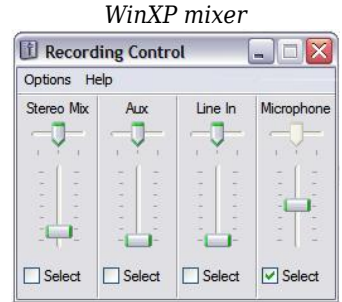 WinXP mixer
Recording Control
Options Help
Stereo Mix Aux Line In Microphone
Select Select Select Select